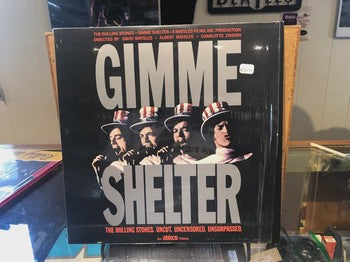 THE ROLLING STONES • GIMME SHELTER • A MAYSLES FILMS, INC. PRODUCTION
DIRECTED BY DAVID MAYSLES • ALBERT MAYSLES • CHARLOTTE ZWERIN
GIMME
SHELTER
THE ROLLING STONES. UNCUT. UNCENSORED. UNSURPASSED.
abkco